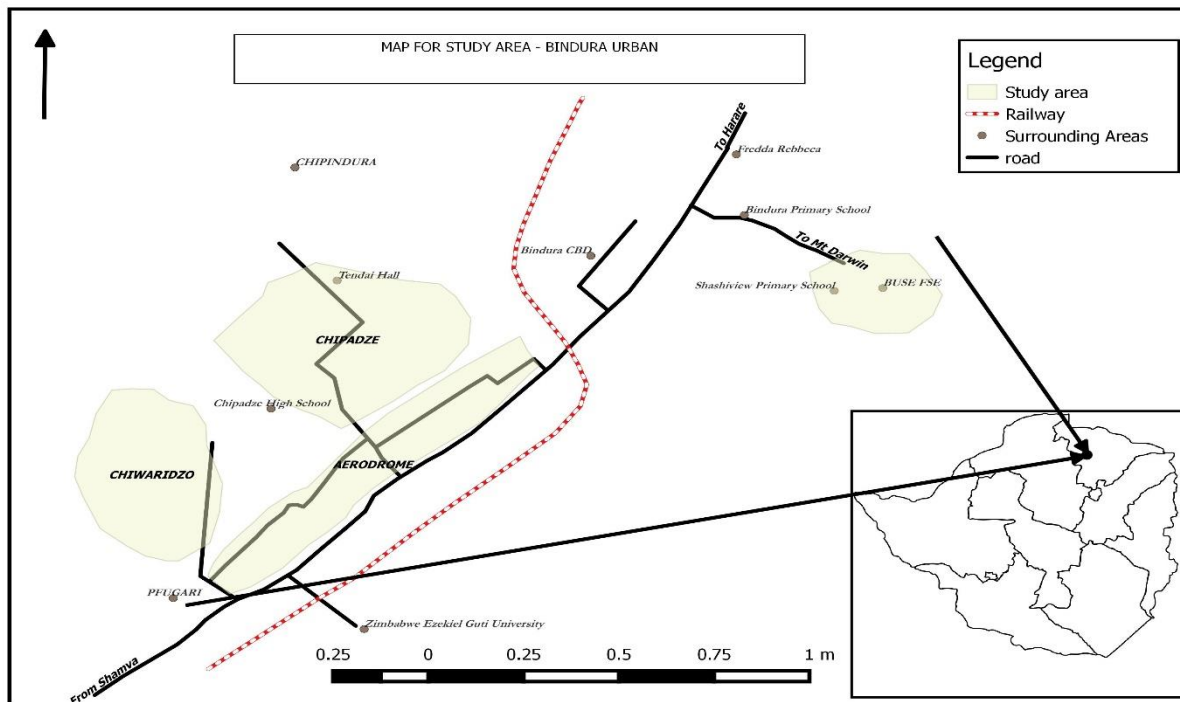 MAP FOR STUDY AREA - BINDURA URBAN
Legend
Study area
Railway
Surrounding Areas
road
To Harare
Fredda Rebbeca
CHIPINDURA
Bindura Primary School
To Mt Darwin
Bindura CBD
Tendai Hall
Shashiview Primary School
BUSE FSE
CHIPADZE
Chipadze High School
AERODROME
CHIWARIDZO
PFUGARI
Zimbabwe Ezekiel Guti University
From Shamva
0.25 0 0.25 0.5 0.75 1 m